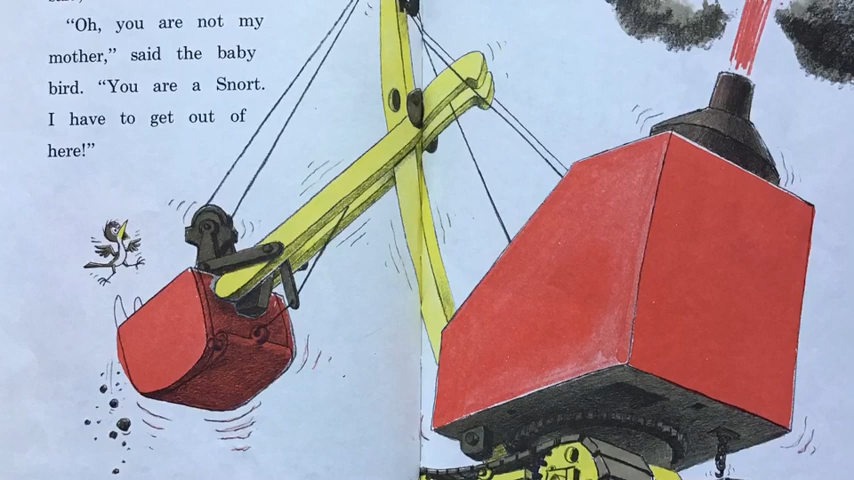 “Oh, you are not my
mother,” said the baby
bird. “You are a Snort.
I have to get out of
here!”